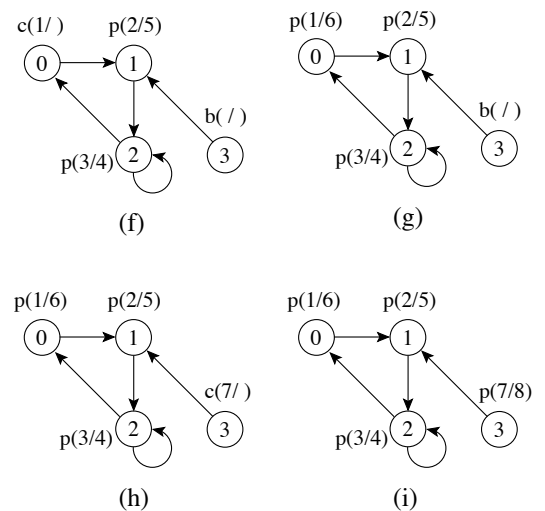 c(1/ ) p(2/5) p(1/6) p(2/5)
0 1 0 1
b( / ) b( / )
2 3 2 3
p(3/4) p(3/4)
(f) (g)
p(1/6) p(2/5) p(1/6) p(2/5)
0 1 0 1
c(7/ ) p(7/8)
2 3 2 3
p(3/4) p(3/4)
(h) (i)